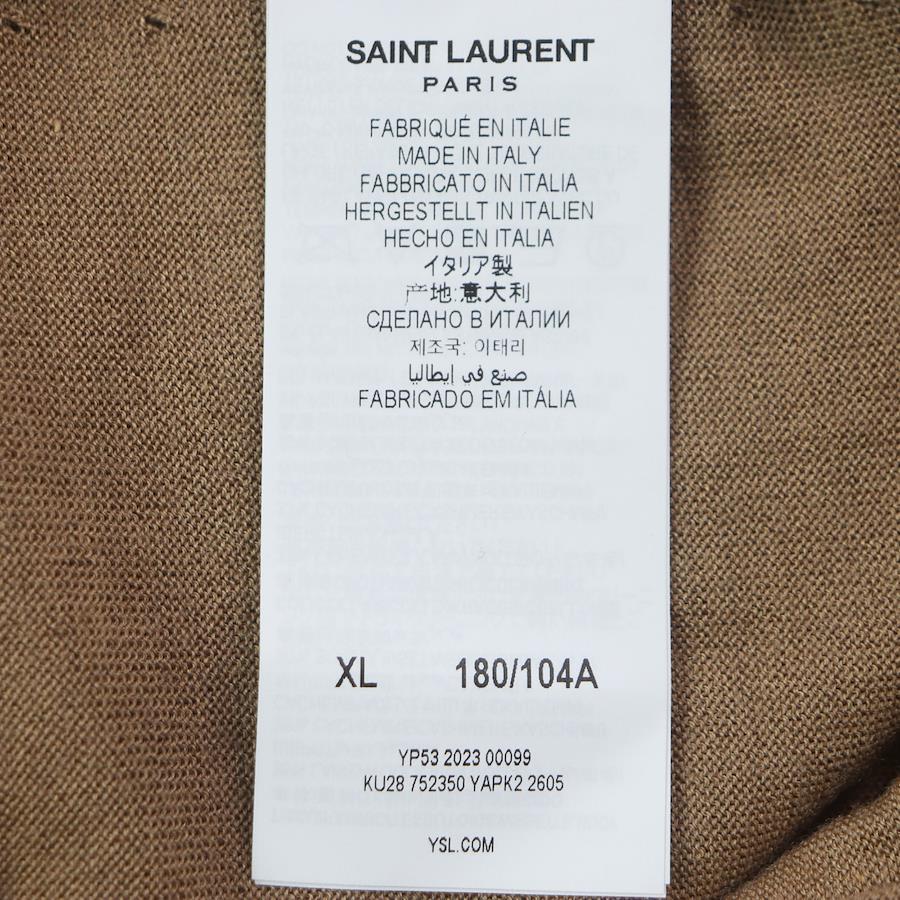 SAINT LAURENT
PARIS
FABRIQUÉ EN ITALIE
MADE IN ITALY
FABBRICATO IN ITALIA
HERGESTELLT IN ITALIEN
HECHO EN ITALIA
イタリア製
产地:意大利
СДЕЛАНО В ИТАЛИИ
제조국: 이태리
صنع في إيطاليا
FABRICADO EM ITÁLIA
XL 180/104A
YP53 2023 00099
KU28 752350 YAPK2 2605
YSL.COM